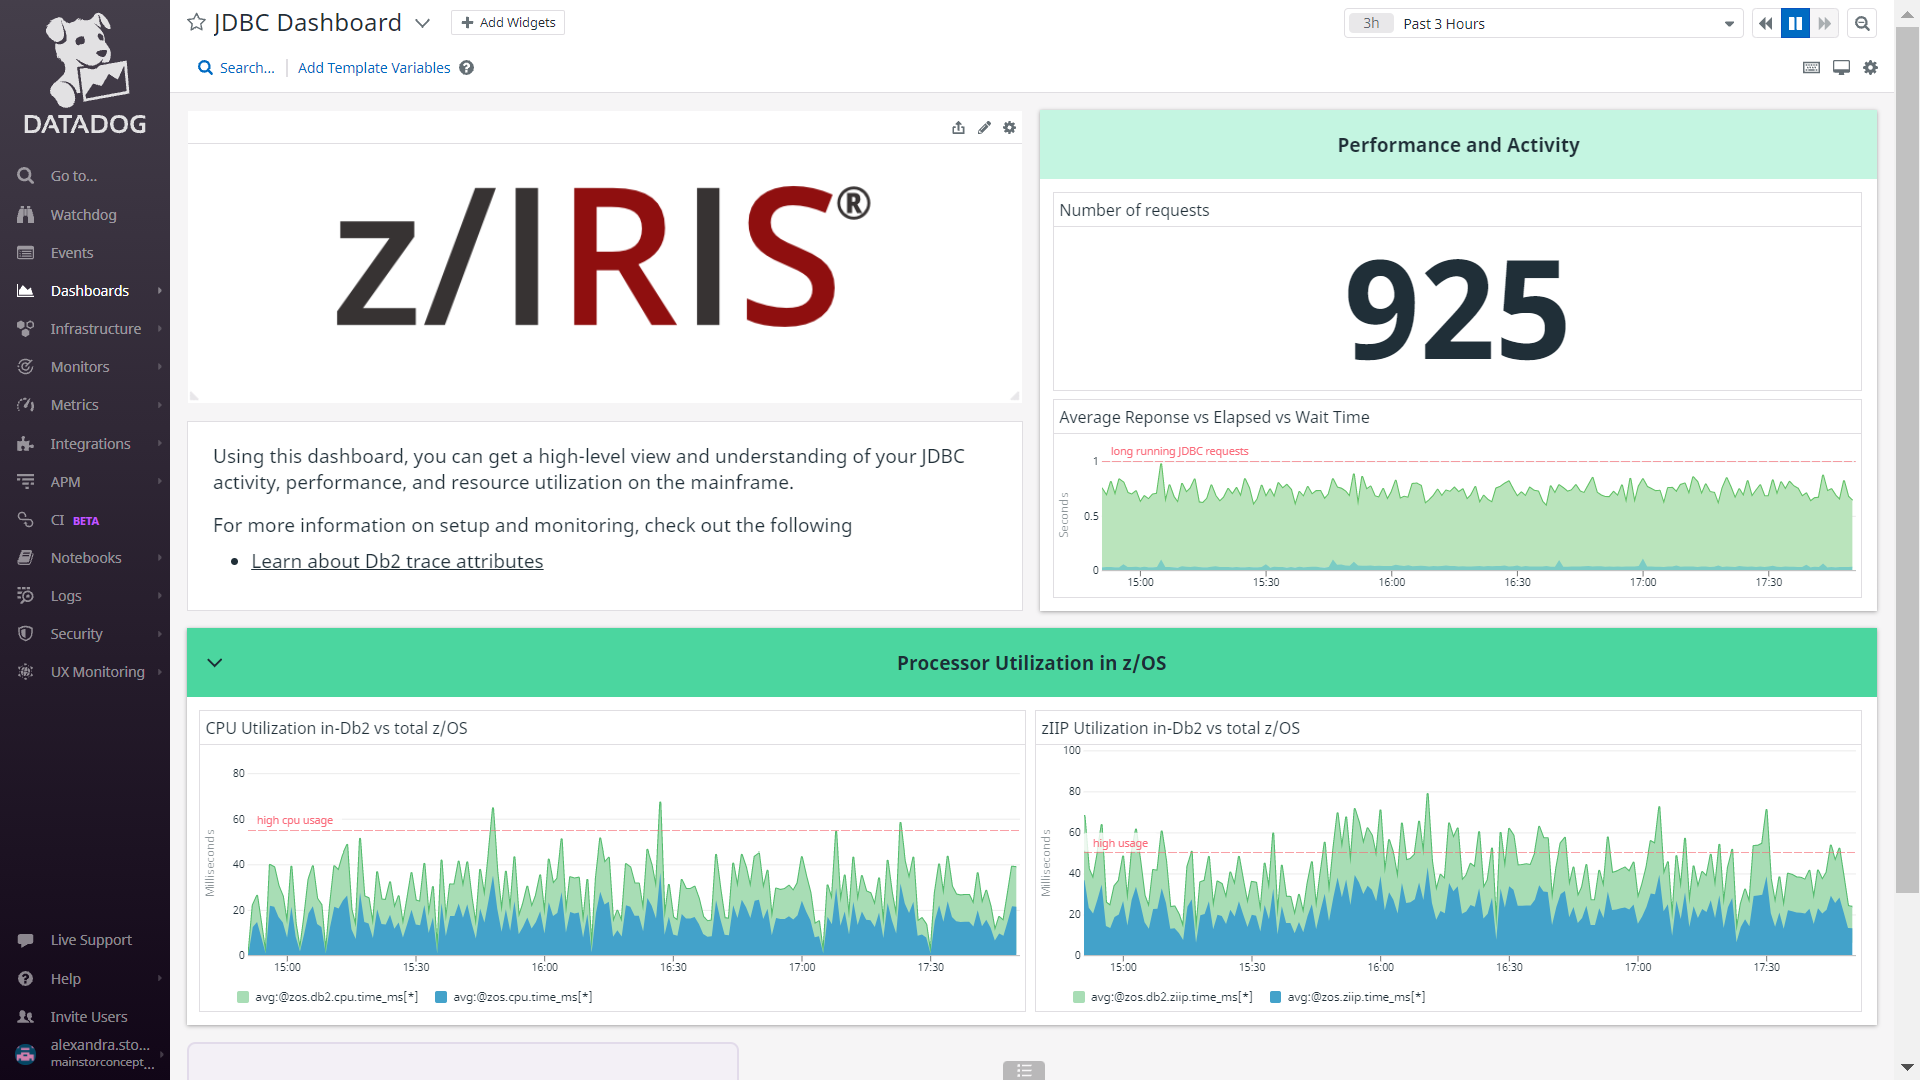 DATADOG
Go to...
Watchdog
Events
Dashboards
Infrastructure
Monitors
Metrics
Integrations
APM
CI BETA
Notebooks
Logs
Security
UX Monitoring
Live Support
Help
Invite Users
alexandra.sto...
mainstorconcept_...
JDBC Dashboard
+ Add Widgets
3h Past 3 Hours
Search...
Add Template Variables ?
z/IRIS®
Using this dashboard, you can get a high-level view and understanding of your JDBC
activity, performance, and resource utilization on the mainframe.
For more information on setup and monitoring, check out the following
• Learn about Db2 trace attributes
Performance and Activity
Number of requests
925
Average Reponse vs Elapsed vs Wait Time
long running JDBC requests
Seconds
1
0.5
0
15:00 15:30 16:00 16:30 17:00 17:30
Processor Utilization in z/OS
CPU Utilization in-Db2 vs total z/OS
high cpu usage
Milliseconds
80
60
40
20
0
15:00 15:30 16:00 16:30 17:00 17:30
avg:@zos.db2.cpu.time_ms[*] avg:@zos.cpu.time_ms[*]
zIIP Utilization in-Db2 vs total z/OS
high usage
Milliseconds
100
80
60
40
20
0
15:00 15:30 16:00 16:30 17:00 17:30
avg:@zos.db2.ziip.time_ms[*] avg:@zos.ziip.time_ms[*]